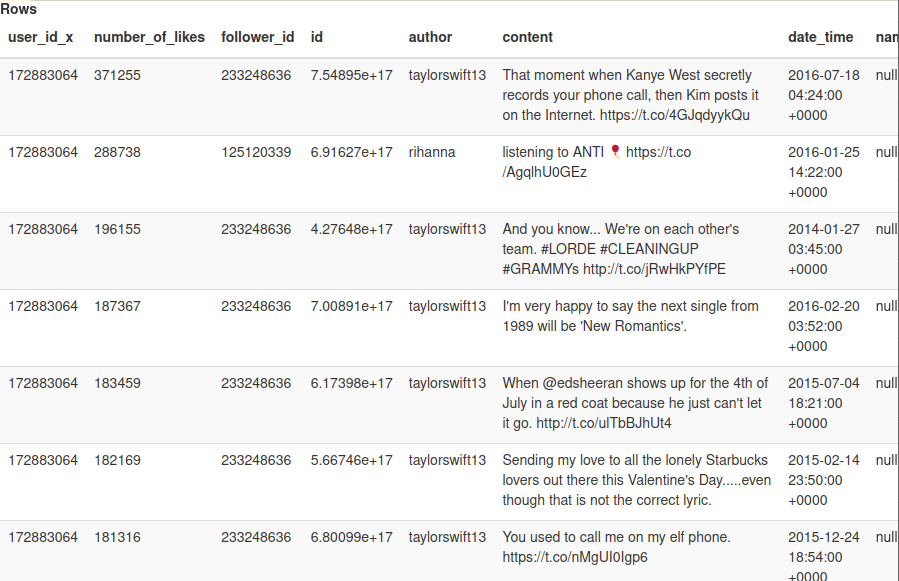 Rows
user_id_x number_of_likes follower_id id author content date_time nan
172883064 371255 233248636 7.54895e+17 taylorswift13 That moment when Kanye West secretly 2016-07-18 null
records your phone call, then Kim posts it 04:24:00
on the Internet. https://t.co/4GJqdyykQu +0000
172883064 288738 125120339 6.91627e+17 rihanna listening to ANTI 🎈 https://t.co 2016-01-25 null
/AgqlhU0GEz 14:22:00
+0000
172883064 196155 233248636 4.27648e+17 taylorswift13 And you know... We're on each other's 2014-01-27 null
team. #LORDE #CLEANINGUP 03:45:00
#GRAMMYs http://t.co/jRwHkPYfPE +0000
172883064 187367 233248636 7.00891e+17 taylorswift13 I'm very happy to say the next single from 2016-02-20 null
1989 will be 'New Romantics'. 03:52:00
+0000
172883064 183459 233248636 6.17398e+17 taylorswift13 When @edsheeran shows up for the 4th of 2015-07-04 null
July in a red coat because he just can't let 18:21:00
it go. http://t.co/ulTbBJhUt4 +0000
172883064 182169 233248636 5.66746e+17 taylorswift13 Sending my love to all the lonely Starbucks 2015-02-14 null
lovers out there this Valentine's Day.....even 23:50:00
though that is not the correct lyric. +0000
172883064 181316 233248636 6.80099e+17 taylorswift13 You used to call me on my elf phone. 2015-12-24 null
https://t.co/nMgUI0Igp6 18:54:00
+0000